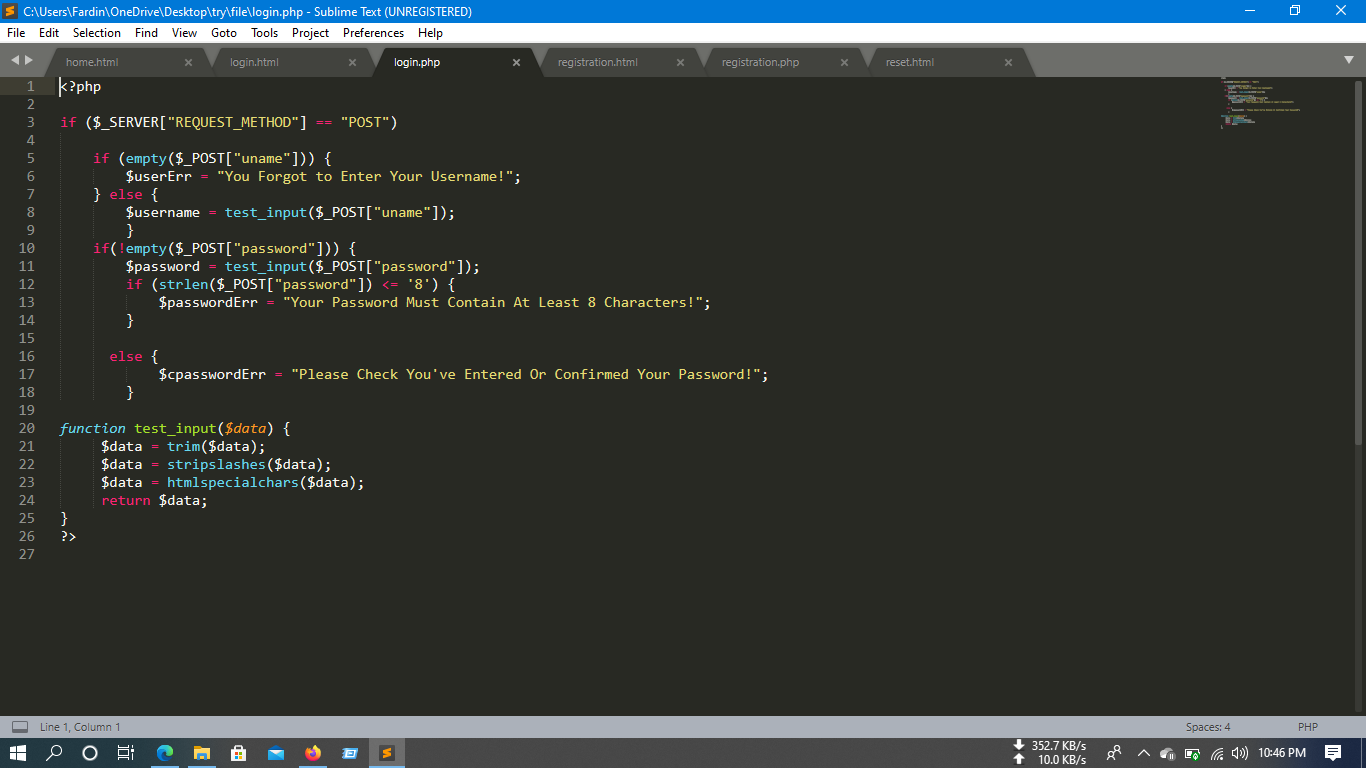 C:\Users\Fardin\OneDrive\Desktop\try\file\login.php - Sublime Text (UNREGISTERED)
File Edit Selection Find View Goto Tools Project Preferences Help
home.html login.html login.php registration.html registration.php reset.html
1 <?php
2
3 if ($_SERVER["REQUEST_METHOD"] == "POST")
4
5 if (empty($_POST["uname"])) {
6 $userErr = "You Forgot to Enter Your Username!";
7 } else {
8 $username = test_input($_POST["uname"]);
9 }
10 if(!empty($_POST["password"])) {
11 $password = test_input($_POST["password"]);
12 if (strlen($_POST["password"]) <= '8') {
13 $passwordErr = "Your Password Must Contain At Least 8 Characters!";
14 }
15
16 else {
17 $cpasswordErr = "Please Check You've Entered Or Confirmed Your Password!";
18 }
19
20 function test_input($data) {
21 $data = trim($data);
22 $data = stripslashes($data);
23 $data = htmlspecialchars($data);
24 return $data;
25 }
26 ?>
27
Line 1, Column 1 Spaces: 4 PHP
352.7 KB/s
10.0 KB/s
10:46 PM